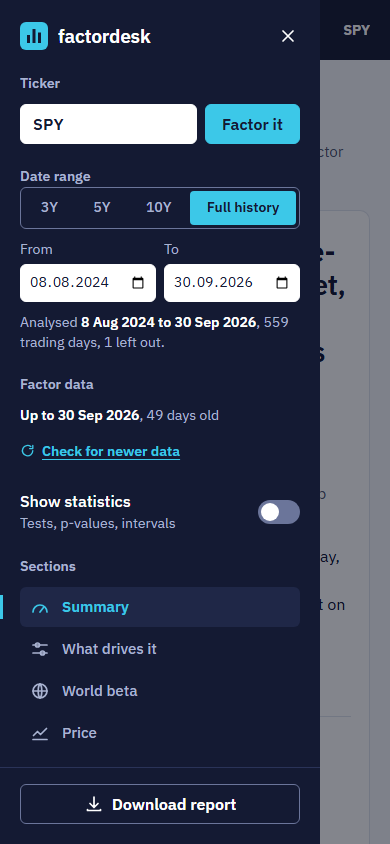 factordesk
SPY
Ticker
SPY
Factor it
Date range
3Y 5Y 10Y Full history
From To
08.08.2024 30.09.2026
Analysed 8 Aug 2024 to 30 Sep 2026, 559
trading days, 1 left out.
Factor data
Up to 30 Sep 2026, 49 days old
Check for newer data
Show statistics
Tests, p-values, intervals
Sections
Summary
What drives it
World beta
Price
Download report